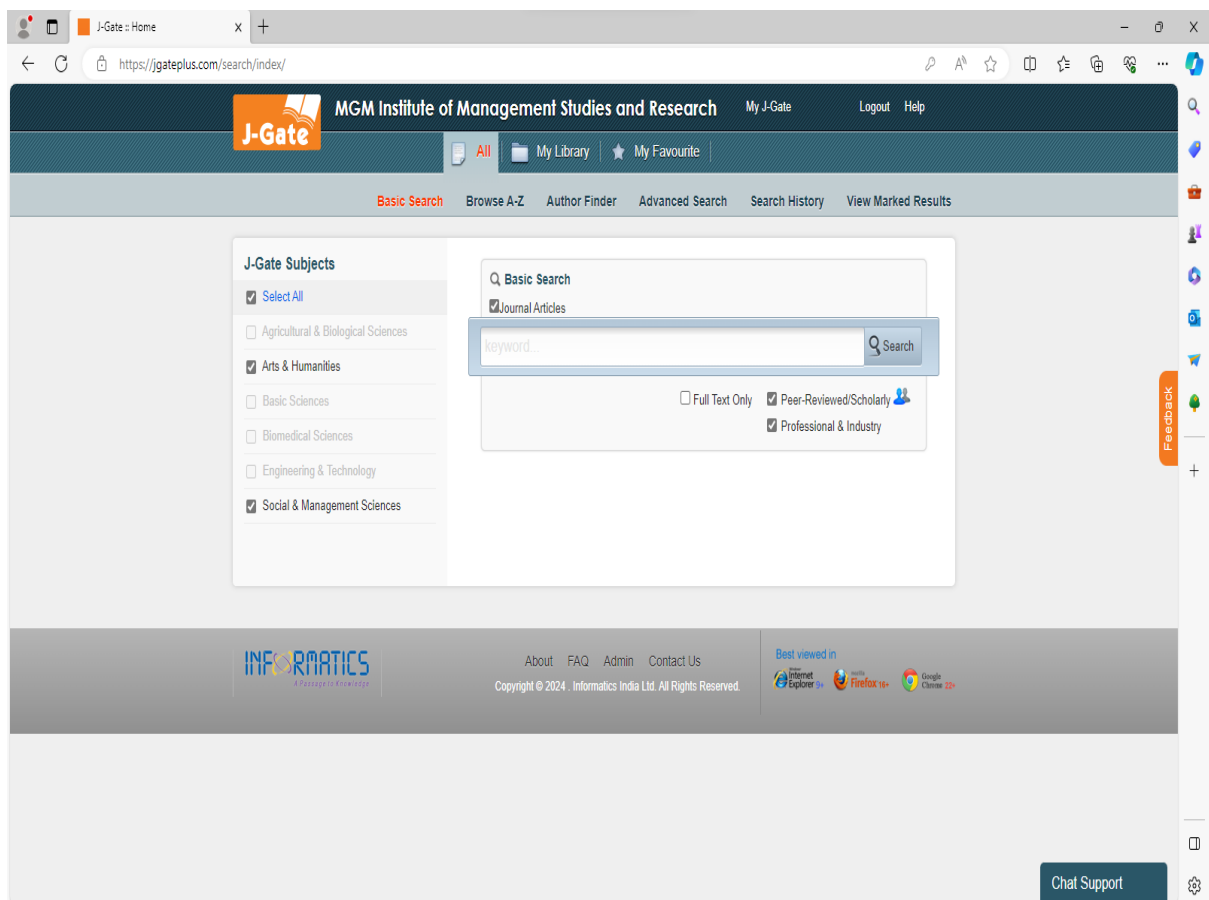 J-Gate :: Home
https://jgateplus.com/search/index/
J-Gate
MGM Institute of Management Studies and Research My J-Gate Logout Help
All My Library My Favourite
Basic Search Browse A-Z Author Finder Advanced Search Search History View Marked Results
J-Gate Subjects
Select All
Agricultural & Biological Sciences
Arts & Humanities
Basic Sciences
Biomedical Sciences
Engineering & Technology
Social & Management Sciences
Basic Search
Journal Articles
keyword...
Search
Full Text Only Peer-Reviewed/Scholarly
Professional & Industry
Feedback
INFORMATICS
A Passage to Knowledge
About FAQ Admin Contact Us
Copyright © 2024 . Informatics India Ltd. All Rights Reserved.
Best viewed in
Windows Internet Explorer 9+
mozilla Firefox 16+
Google Chrome 22+
Chat Support